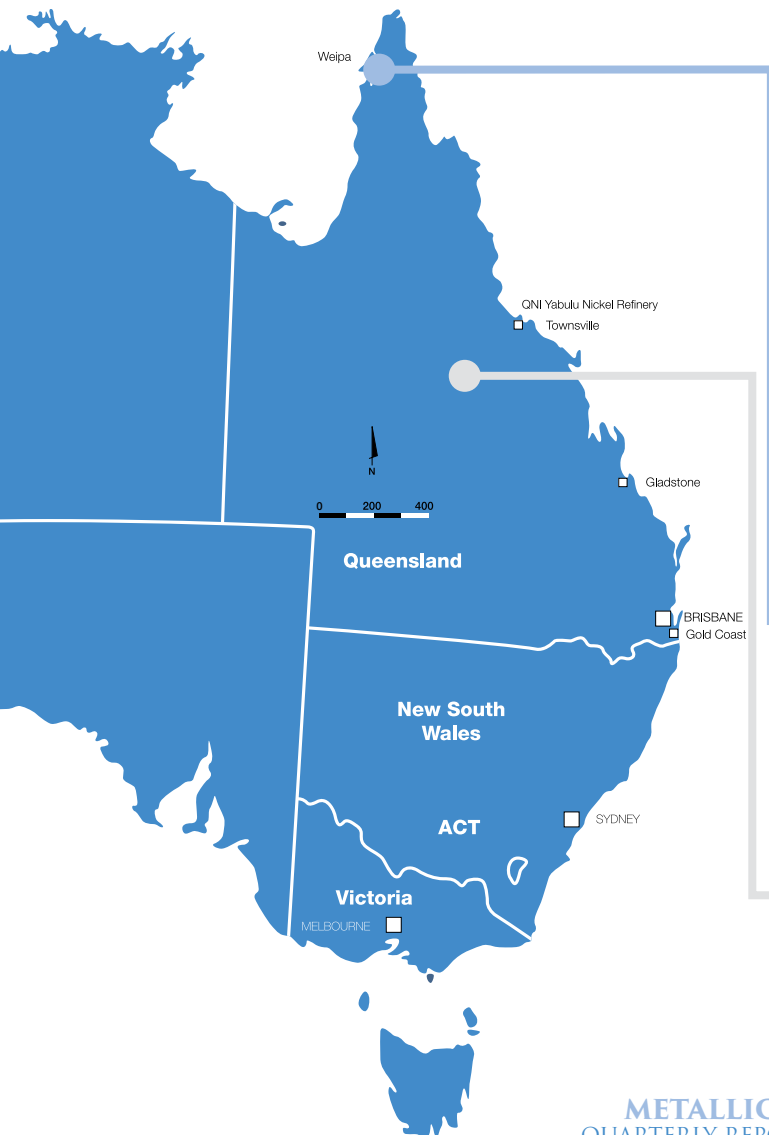 Weipa
QNI Yabulu Nickel Refinery
Townsville
N
Gladstone
0 200 400
Queensland
BRISBANE
Gold Coast
New South
Wales
SYDNEY
ACT
Victoria
MELBOURNE
METALLIC
QUARTERLY